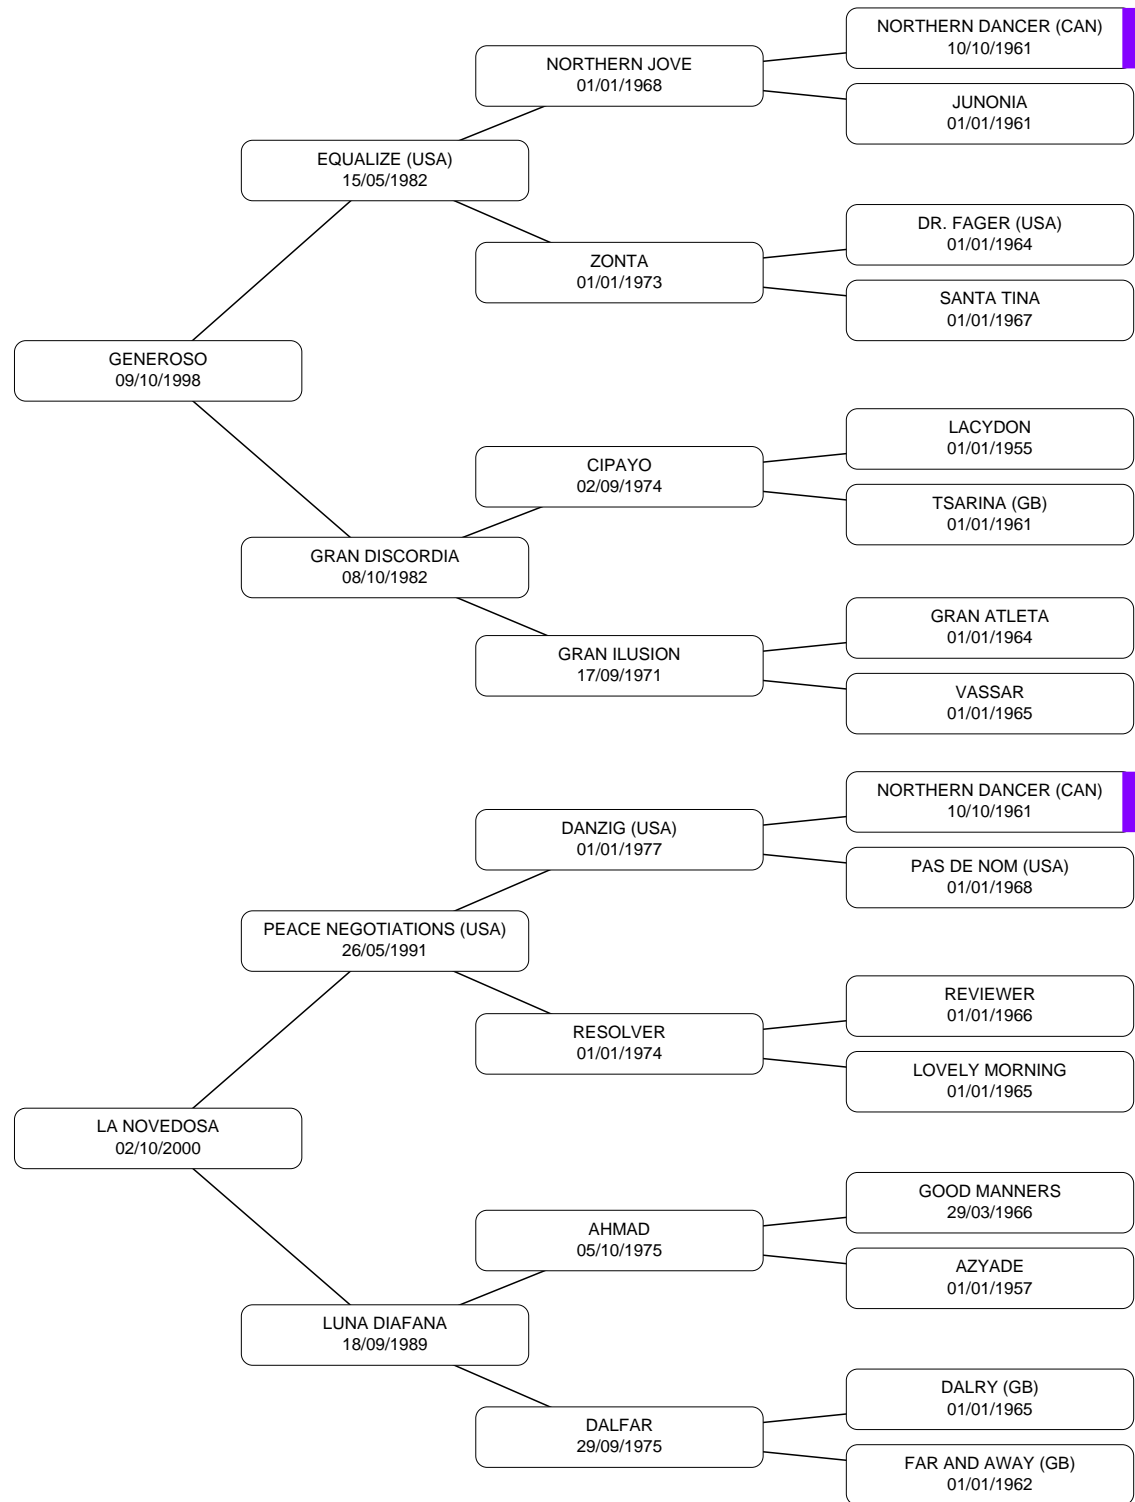 NORTHERN DANCER (CAN)
10/10/1961
NORTHERN JOVE
01/01/1968
JUNONIA
01/01/1961
EQUALIZE (USA)
15/05/1982
DR. FAGER (USA)
01/01/1964
ZONTA
01/01/1973
SANTA TINA
01/01/1967
GENEROSO
09/10/1998
LACYDON
01/01/1955
CIPAYO
02/09/1974
TSARINA (GB)
01/01/1961
GRAN DISCORDIA
08/10/1982
GRAN ATLETA
01/01/1964
GRAN ILUSION
17/09/1971
VASSAR
01/01/1965
NORTHERN DANCER (CAN)
10/10/1961
DANZIG (USA)
01/01/1977
PAS DE NOM (USA)
01/01/1968
PEACE NEGOTIATIONS (USA)
26/05/1991
REVIEWER
01/01/1966
RESOLVER
01/01/1974
LOVELY MORNING
01/01/1965
LA NOVEDOSA
02/10/2000
GOOD MANNERS
29/03/1966
AHMAD
05/10/1975
AZYADE
01/01/1957
LUNA DIAFANA
18/09/1989
DALRY (GB)
01/01/1965
DALFAR
29/09/1975
FAR AND AWAY (GB)
01/01/1962